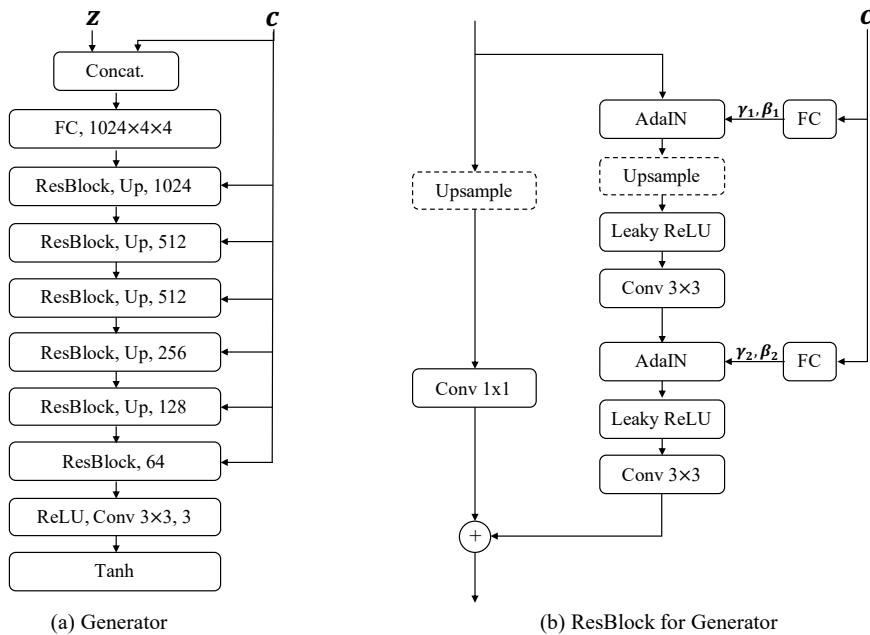 z
c
Concat.
FC, 1024×4×4
ResBlock, Up, 1024
ResBlock, Up, 512
ResBlock, Up, 512
ResBlock, Up, 256
ResBlock, Up, 128
ResBlock, 64
ReLU, Conv 3×3, 3
Tanh
(a) Generator
c
AdaIN
γ₁, β₁
FC
Upsample
Upsample
Leaky ReLU
Conv 3×3
AdaIN
γ₂, β₂
FC
Conv 1x1
Leaky ReLU
Conv 3×3
+
(b) ResBlock for Generator